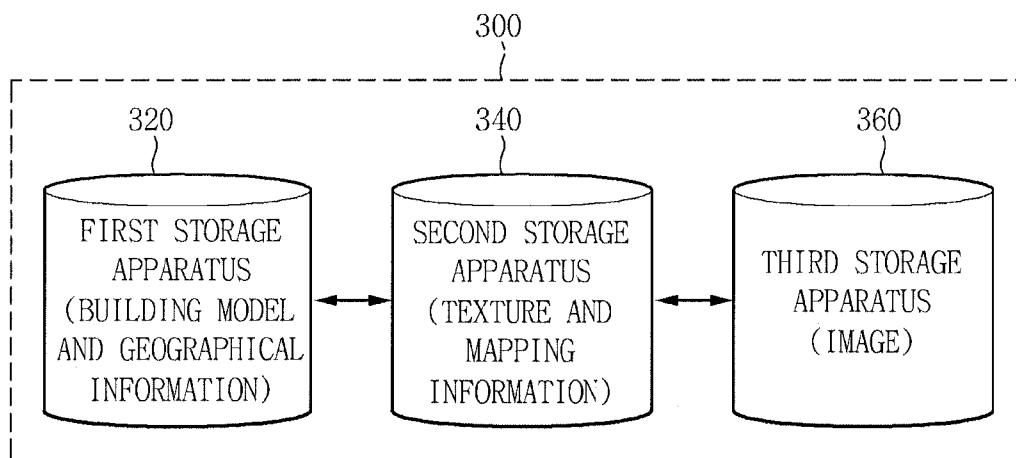 300
320
340
360
FIRST STORAGE
APPARATUS
(BUILDING MODEL
AND GEOGRAPHICAL
INFORMATION)
SECOND STORAGE
APPARATUS
(TEXTURE AND
MAPPING
INFORMATION)
THIRD STORAGE
APPARATUS
(IMAGE)